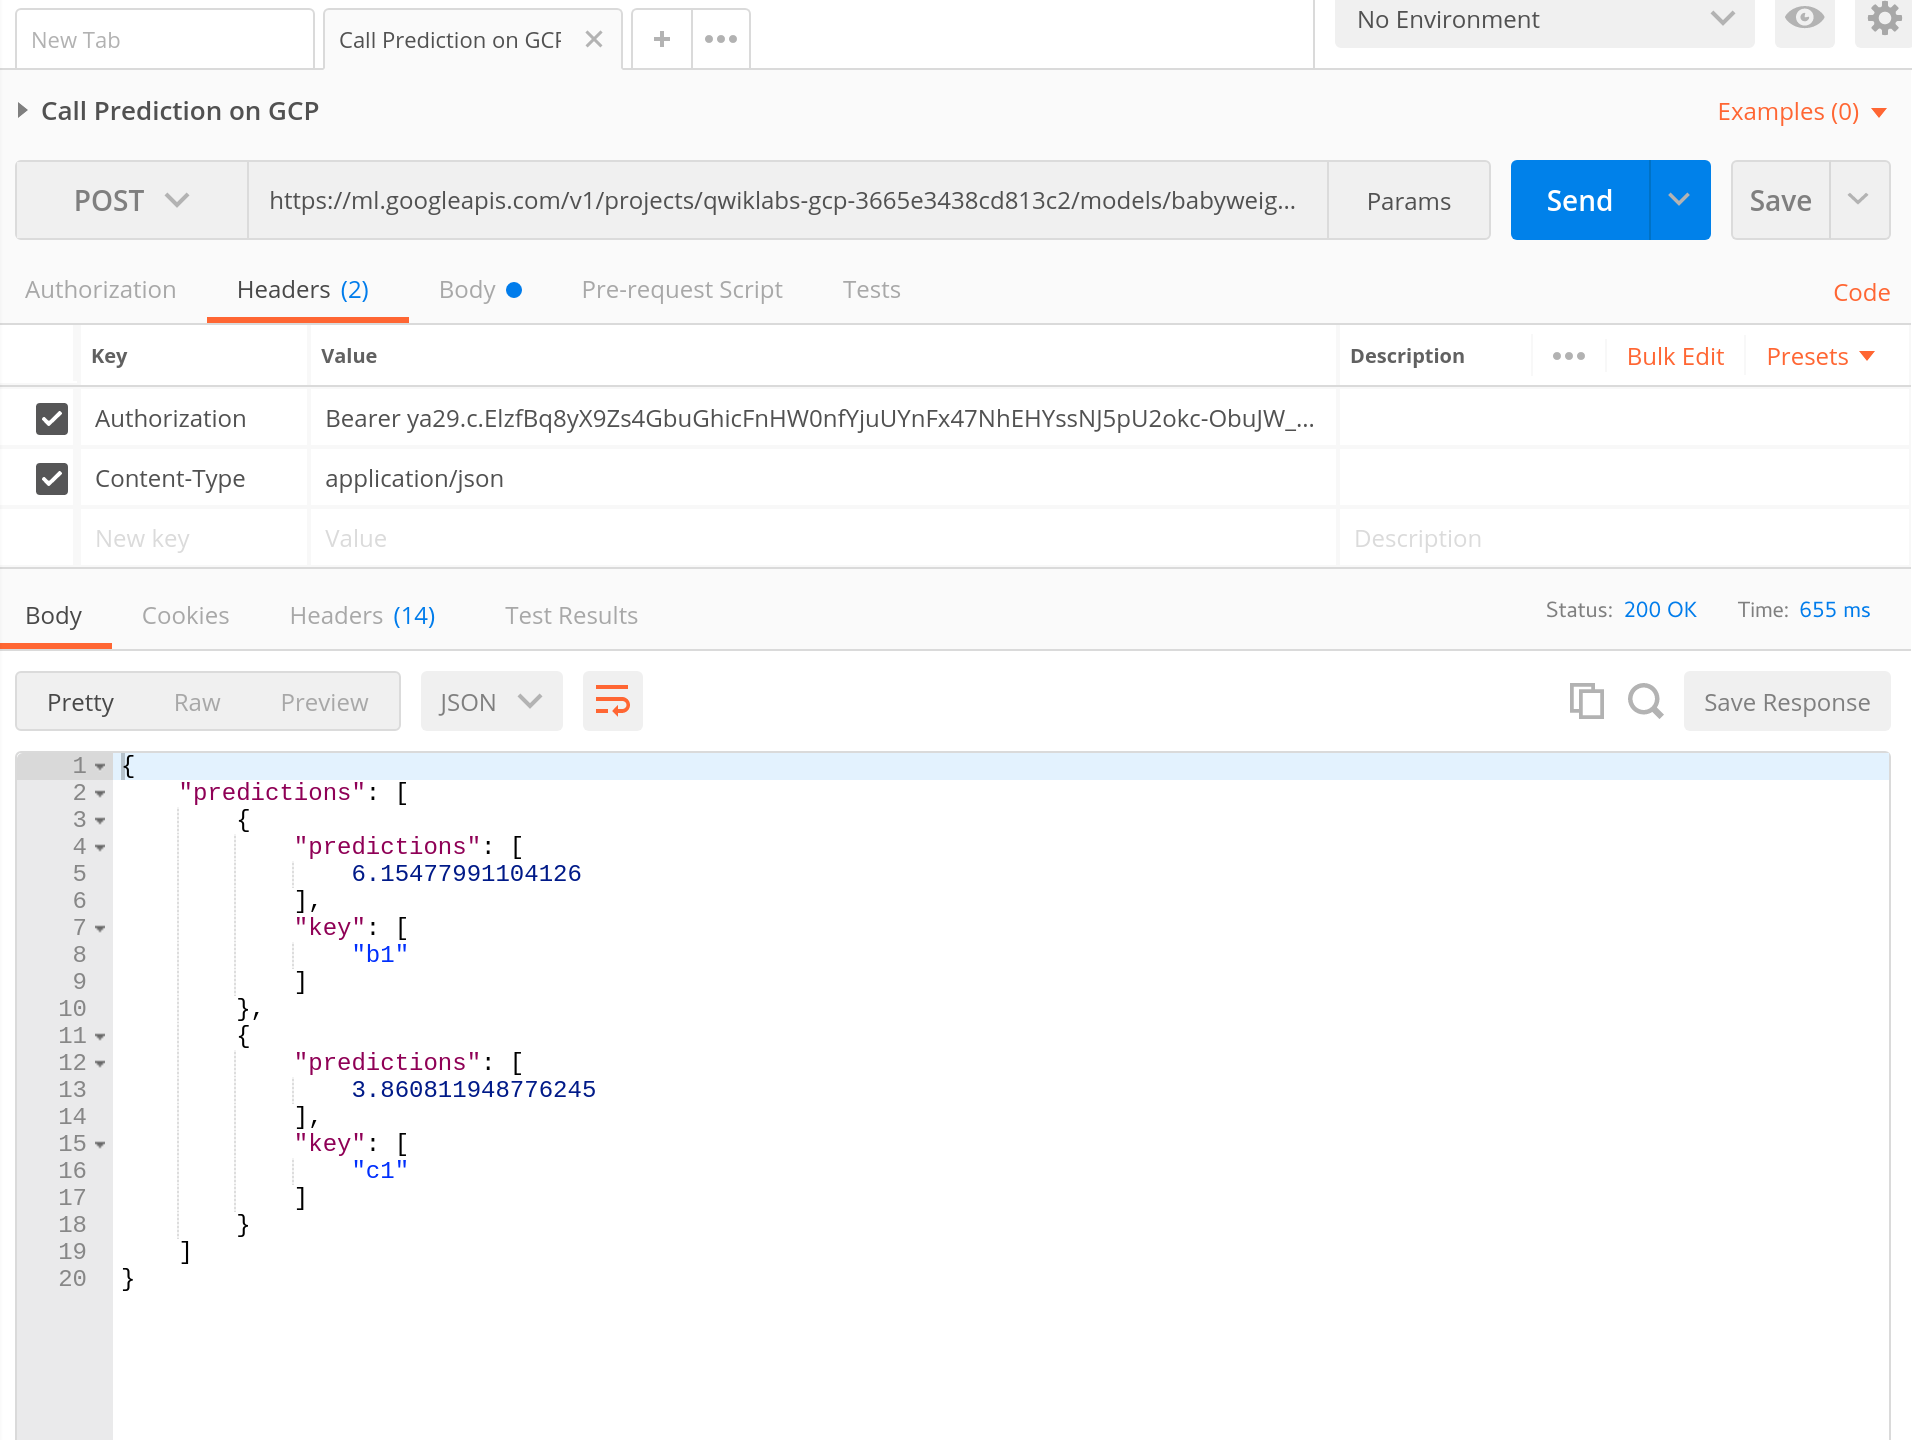 New Tab
Call Prediction on GCP
No Environment
Call Prediction on GCP
Examples (0)
POST
https://ml.googleapis.com/v1/projects/qwiklabs-gcp-3665e3438cd813c2/models/babyweig...
Params
Send
Save
Authorization
Headers (2)
Body
Pre-request Script
Tests
Code
Key
Value
Description
Bulk Edit
Presets
Authorization
Bearer ya29.c.ElzfBq8yX9Zs4GbuGhicFnHW0nfYjuUYnFx47NhEHYssNJ5pU2okc-ObuJW_...
Content-Type
application/json
New key
Value
Description
Body
Cookies
Headers (14)
Test Results
Status: 200 OK
Time: 655 ms
Pretty
Raw
Preview
JSON
Save Response
1 {
2 "predictions": [
3 {
4 "predictions": [
5 6.15477991104126
6 ],
7 "key": [
8 "b1"
9 ]
10 },
11 {
12 "predictions": [
13 3.860811948776245
14 ],
15 "key": [
16 "c1"
17 ]
18 }
19 ]
20 }